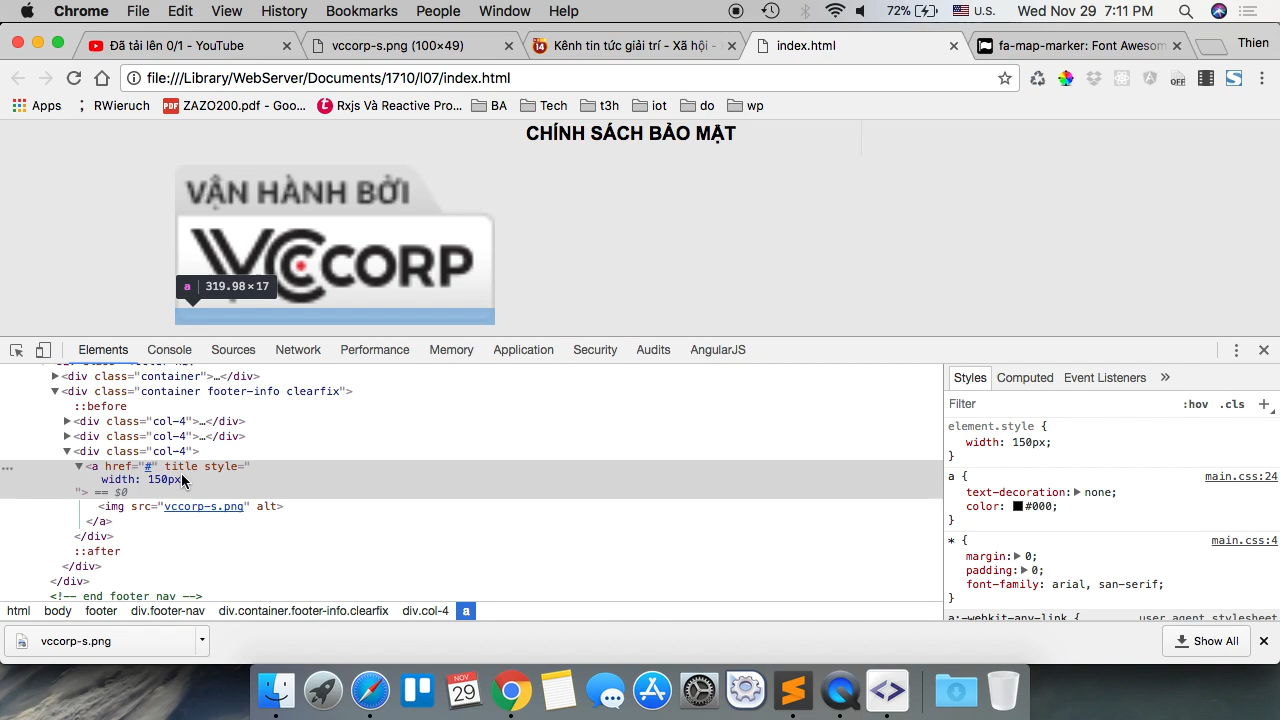 Chrome File Edit View History Bookmarks People Window Help 72% U.S. Wed Nov 29 7:11 PM
Đã tải lên 0/1 - YouTube vccorp-s.png (100×49) 14 Kênh tin tức giải trí - Xã hội - index.html fa-map-marker: Font Awesom Thien
file:///Library/WebServer/Documents/1710/l07/index.html OFF
Apps RWieruch PDF ZAZO200.pdf - Goo... Rxjs Và Reactive Pro... BA Tech t3h iot do wp
CHÍNH SÁCH BẢO MẬT
VẬN HÀNH BỞI
VCCORP
a 319.98×17
Elements Console Sources Network Performance Memory Application Security Audits AngularJS
<div class="container">…</div>
<div class="container footer-info clearfix">
::before
<div class="col-4">…</div>
<div class="col-4">…</div>
<div class="col-4">
<a href="#" title style="
width: 150px
"> == $0
<img src="vccorp-s.png" alt>
</a>
</div>
::after
</div>
</div>
<!-- end footer nav -->
html body footer div.footer-nav div.container.footer-info.clearfix div.col-4 a
Styles Computed Event Listeners »
Filter :hov .cls +
element.style {
width: 150px;
}
a { main.css:24
text-decoration: none;
color: #000;
}
* { main.css:4
margin: 0;
padding: 0;
font-family: arial, san-serif;
}
a:-webkit-any-link { user agent stylesheet
vccorp-s.png Show All
NOV
29